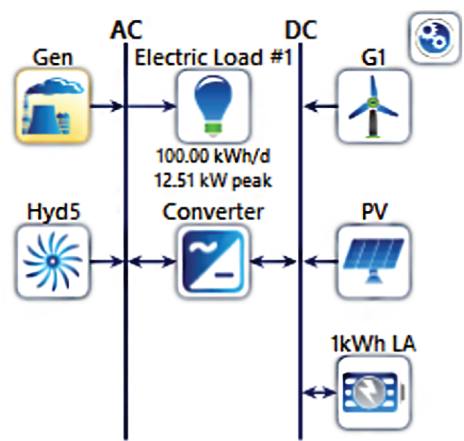 AC
DC
Gen
Electric Load #1
G1
100.00 kWh/d
12.51 kW peak
Hyd5
Converter
PV
1kWh LA